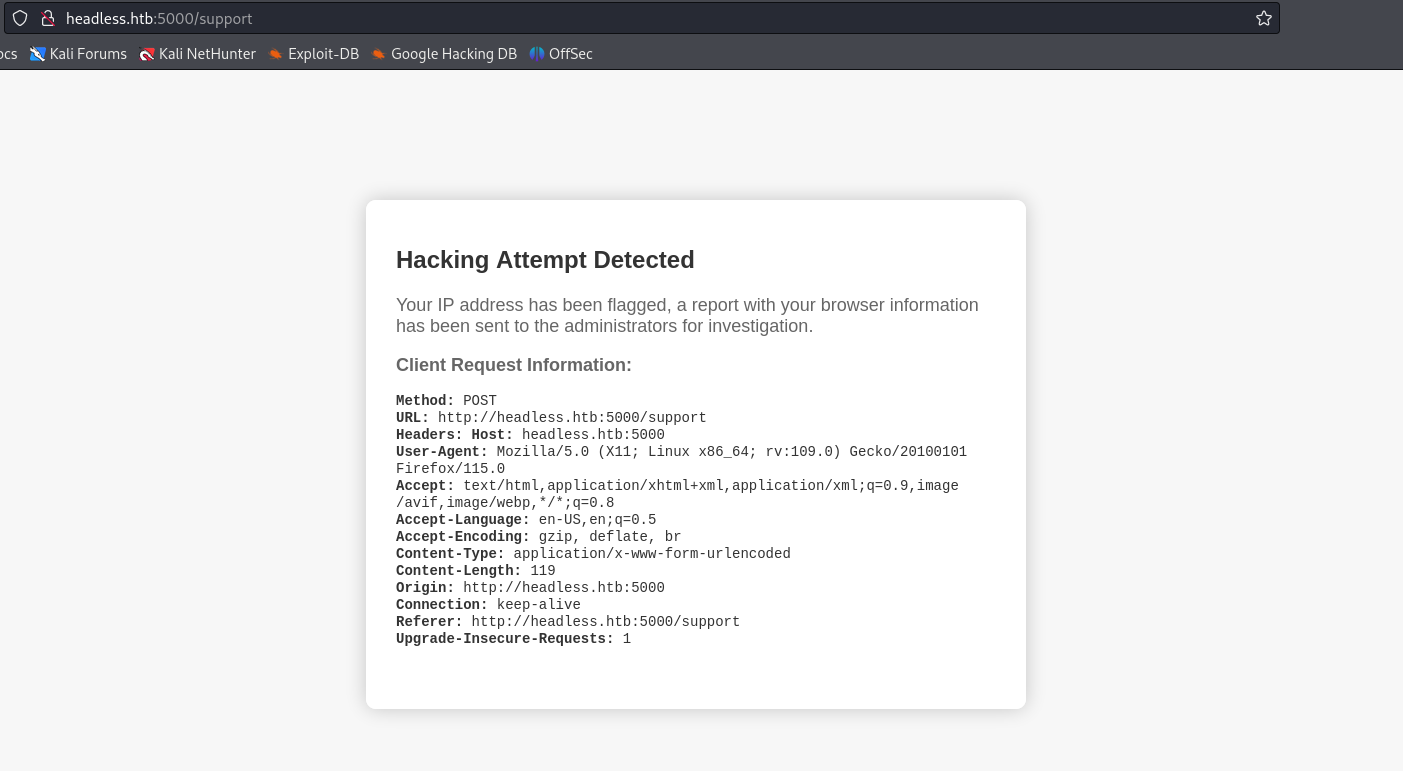 headless.htb:5000/support
ocs Kali Forums Kali NetHunter Exploit-DB Google Hacking DB OffSec
Hacking Attempt Detected
Your IP address has been flagged, a report with your browser information
has been sent to the administrators for investigation.
Client Request Information:
Method: POST
URL: http://headless.htb:5000/support
Headers: Host: headless.htb:5000
User-Agent: Mozilla/5.0 (X11; Linux x86_64; rv:109.0) Gecko/20100101
Firefox/115.0
Accept: text/html,application/xhtml+xml,application/xml;q=0.9,image
/avif,image/webp,*/*;q=0.8
Accept-Language: en-US,en;q=0.5
Accept-Encoding: gzip, deflate, br
Content-Type: application/x-www-form-urlencoded
Content-Length: 119
Origin: http://headless.htb:5000
Connection: keep-alive
Referer: http://headless.htb:5000/support
Upgrade-Insecure-Requests: 1